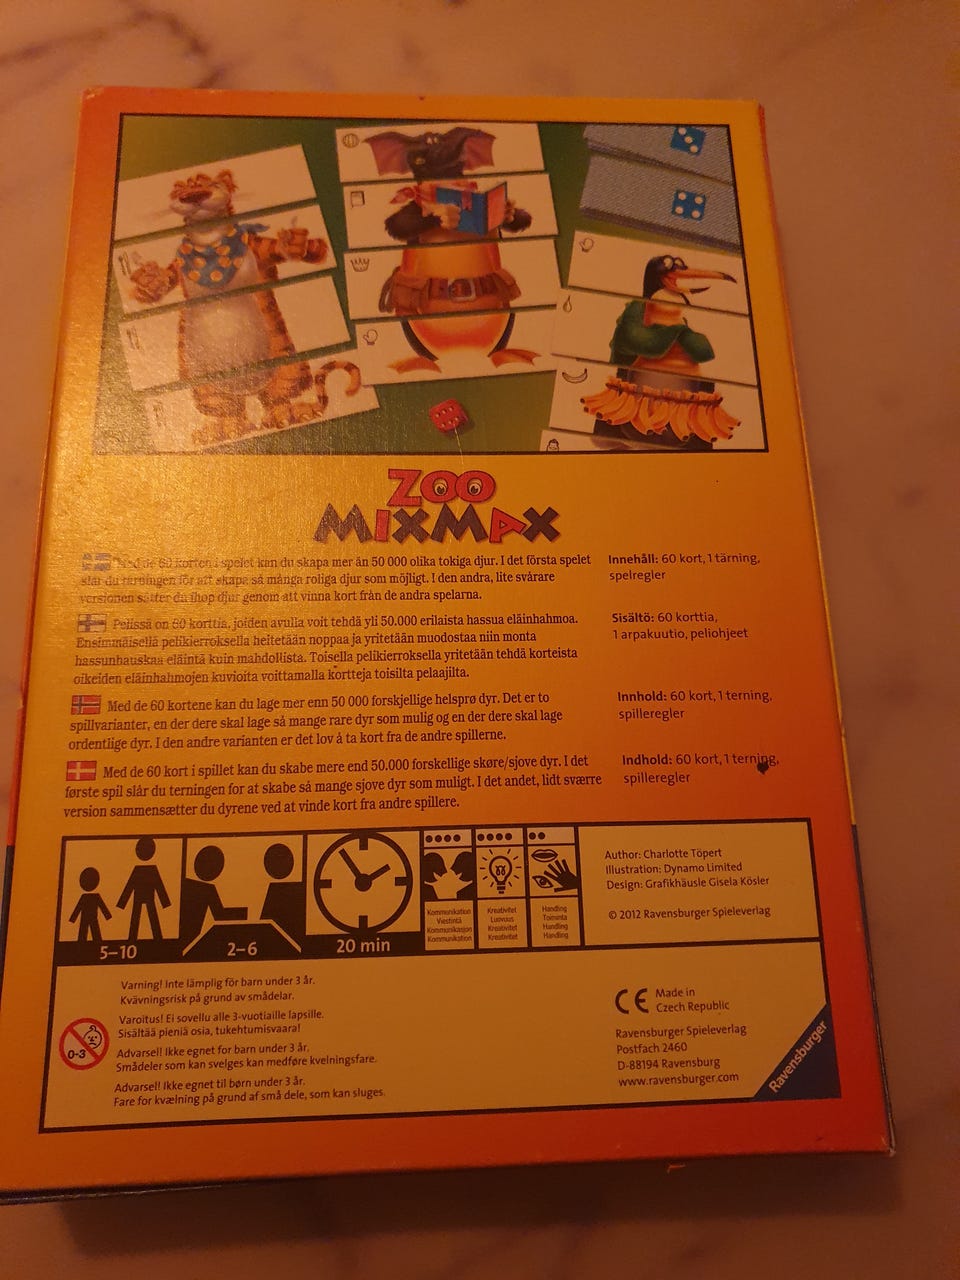 ZOO
MIXMAX
Med de 60 korten i spelet kan du skapa mer än 50 000 olika tokiga djur. I det första spelet
slår du tärningen för att skapa så många roliga djur som möjligt. I den andra, lite svårare
versionen sätter du ihop djur genom att vinna kort från de andra spelarna.
Innehåll: 60 kort, 1 tärning,
spelregler
Pelissä on 60 korttia, joiden avulla voit tehdä yli 50.000 erilaista hassua eläinhahmoa.
Ensimmäisellä pelikierroksella heitetään noppaa ja yritetään muodostaa niin monta
hassunhauskaa eläintä kuin mahdollista. Toisella pelikierroksella yritetään tehdä korteista
oikeiden eläinhahmojen kuvioita voittamalla kortteja toisilta pelaajilta.
Sisältö: 60 korttia,
1 arpakuutio, peliohjeet
Med de 60 kortene kan du lage mer enn 50 000 forskjellige helsprø dyr. Det er to
spillvarianter, en der dere skal lage så mange rare dyr som mulig og en der dere skal lage
ordentlige dyr. I den andre varianten er det lov å ta kort fra de andre spillerne.
Innhold: 60 kort, 1 terning,
spilleregler
Med de 60 kort i spillet kan du skabe mere end 50.000 forskellige skøre/sjove dyr. I det
første spil slår du terningen for at skabe så mange sjove dyr som muligt. I det andet, lidt sværre
version sammensætter du dyrene ved at vinde kort fra andre spillere.
Indhold: 60 kort, 1 terning,
spilleregler
5–10
2–6
20 min
Kommunikation
Viestintä
Kommunikasjon
Kommunikation
Kreativitet
Luovuus
Kreativitet
Kreativitet
Handling
Toiminta
Handling
Handling
Author: Charlotte Töpert
Illustration: Dynamo Limited
Design: Grafikhäusle Gisela Kösler
© 2012 Ravensburger Spieleverlag
0-3
Varning! Inte lämplig för barn under 3 år.
Kvävningsrisk på grund av smådelar.
Varoitus! Ei sovellu alle 3-vuotiaille lapsille.
Sisältää pieniä osia, tukehtumisvaara!
Advarsel! Ikke egnet for barn under 3 år.
Smådeler som kan svelges kan medføre kvelningsfare.
Advarsel! Ikke egnet til børn under 3 år.
Fare for kvælning på grund af små dele, som kan sluges.
CE Made in
Czech Republic
Ravensburger Spieleverlag
Postfach 2460
D-88194 Ravensburg
www.ravensburger.com
Ravensburger